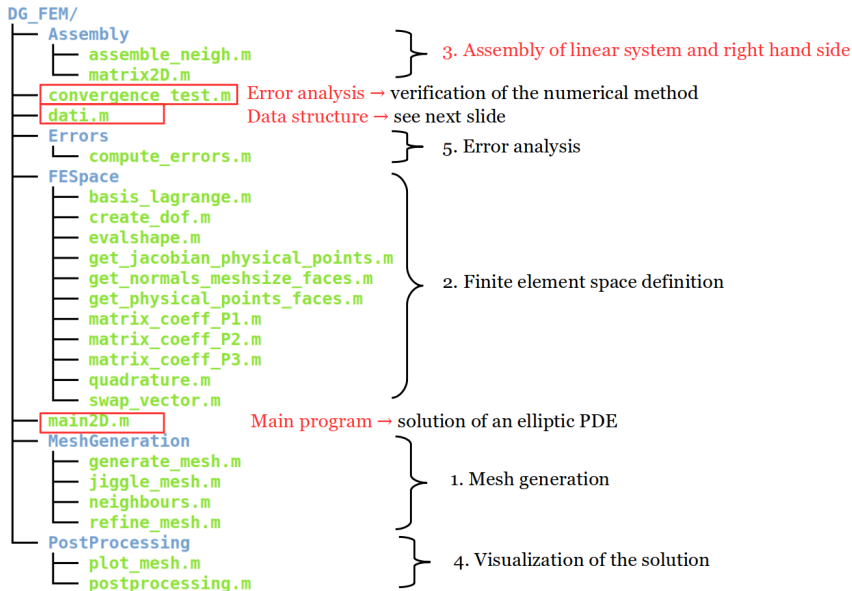 DG_FEM/
Assembly
assemble_neigh.m
matrix2D.m
3. Assembly of linear system and right hand side
convergence_test.m Error analysis → verification of the numerical method
dati.m Data structure → see next slide
Errors
compute_errors.m
5. Error analysis
FESpace
basis_lagrange.m
create_dof.m
evalshape.m
get_jacobian_physical_points.m
get_normals_meshsize_faces.m
get_physical_points_faces.m
matrix_coeff_P1.m
matrix_coeff_P2.m
matrix_coeff_P3.m
quadrature.m
swap_vector.m
2. Finite element space definition
main2D.m Main program → solution of an elliptic PDE
MeshGeneration
generate_mesh.m
jiggle_mesh.m
neighbours.m
refine_mesh.m
1. Mesh generation
PostProcessing
plot_mesh.m
postprocessing.m
4. Visualization of the solution